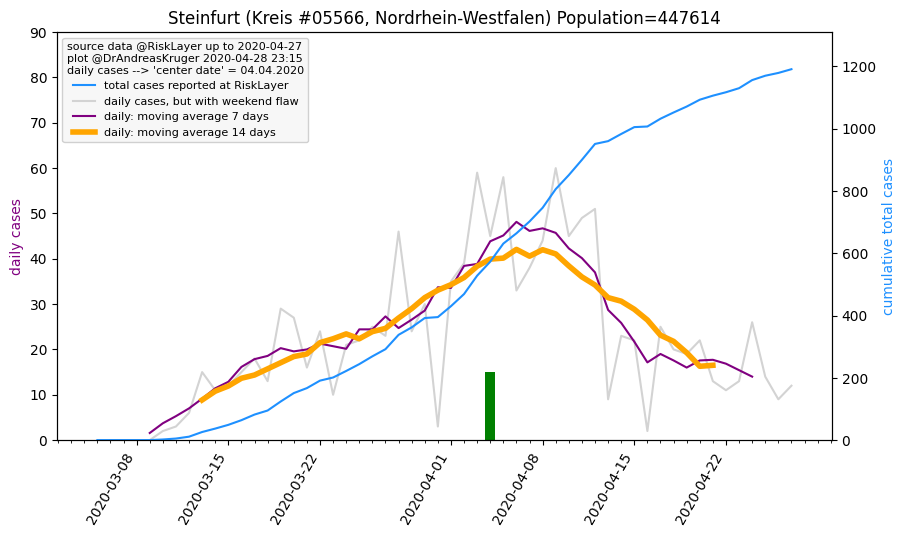 Steinfurt (Kreis #05566, Nordrhein-Westfalen) Population=447614
source data @RiskLayer up to 2020-04-27
plot @DrAndreasKruger 2020-04-28 23:15
daily cases --> 'center date' = 04.04.2020
total cases reported at RiskLayer
daily cases, but with weekend flaw
daily: moving average 7 days
daily: moving average 14 days
daily cases
90
80
70
60
50
40
30
20
10
0
cumulative total cases
1200
1000
800
600
400
200
0
2020-03-08
2020-03-15
2020-03-22
2020-04-01
2020-04-08
2020-04-15
2020-04-22